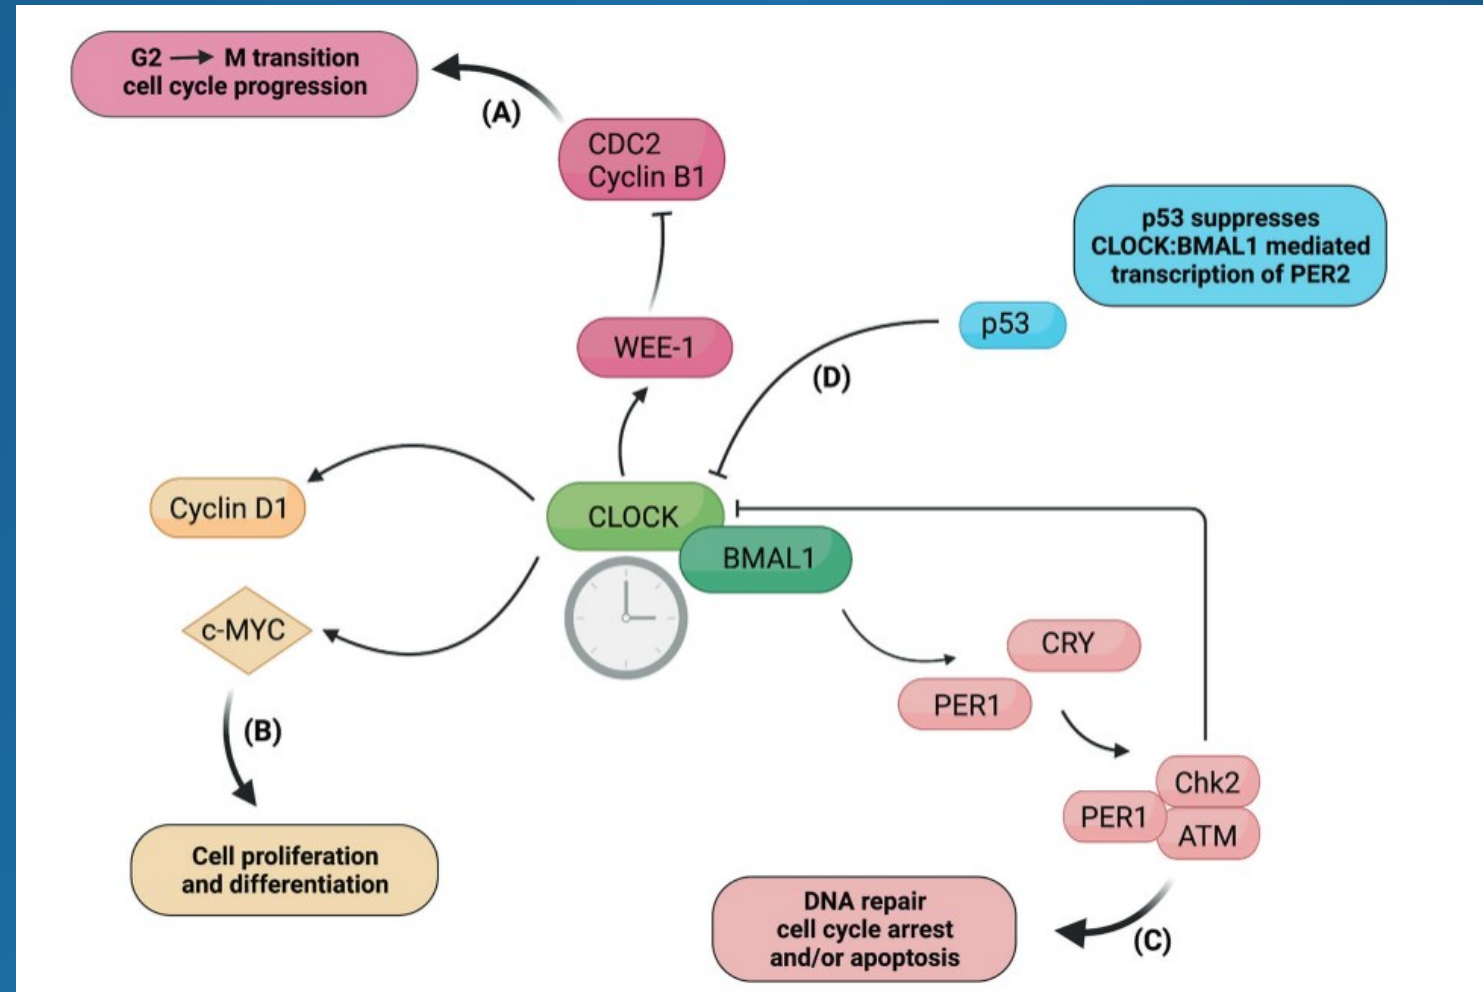 G2 → M transition
cell cycle progression
(A)
CDC2
Cyclin B1
p53 suppresses
CLOCK:BMAL1 mediated
transcription of PER2
p53
WEE-1
(D)
Cyclin D1
CLOCK
BMAL1
c-MYC
CRY
PER1
(B)
Chk2
PER1
ATM
Cell proliferation
and differentiation
DNA repair
cell cycle arrest
and/or apoptosis
(C)